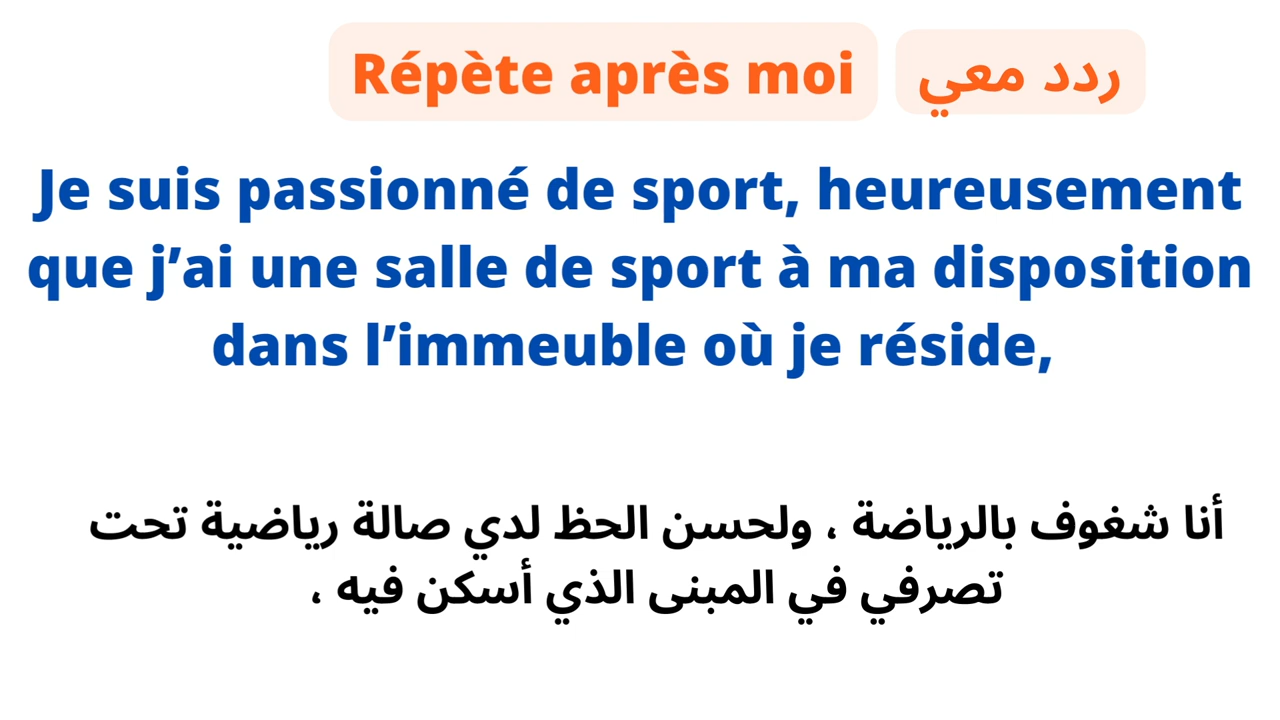 Répète après moi ردد معي
Je suis passionné de sport, heureusement
que j’ai une salle de sport à ma disposition
dans l’immeuble où je réside,
أنا شغوف بالرياضة ، ولحسن الحظ لدي صالة رياضية تحت
تصرفي في المبنى الذي أسكن فيه ،